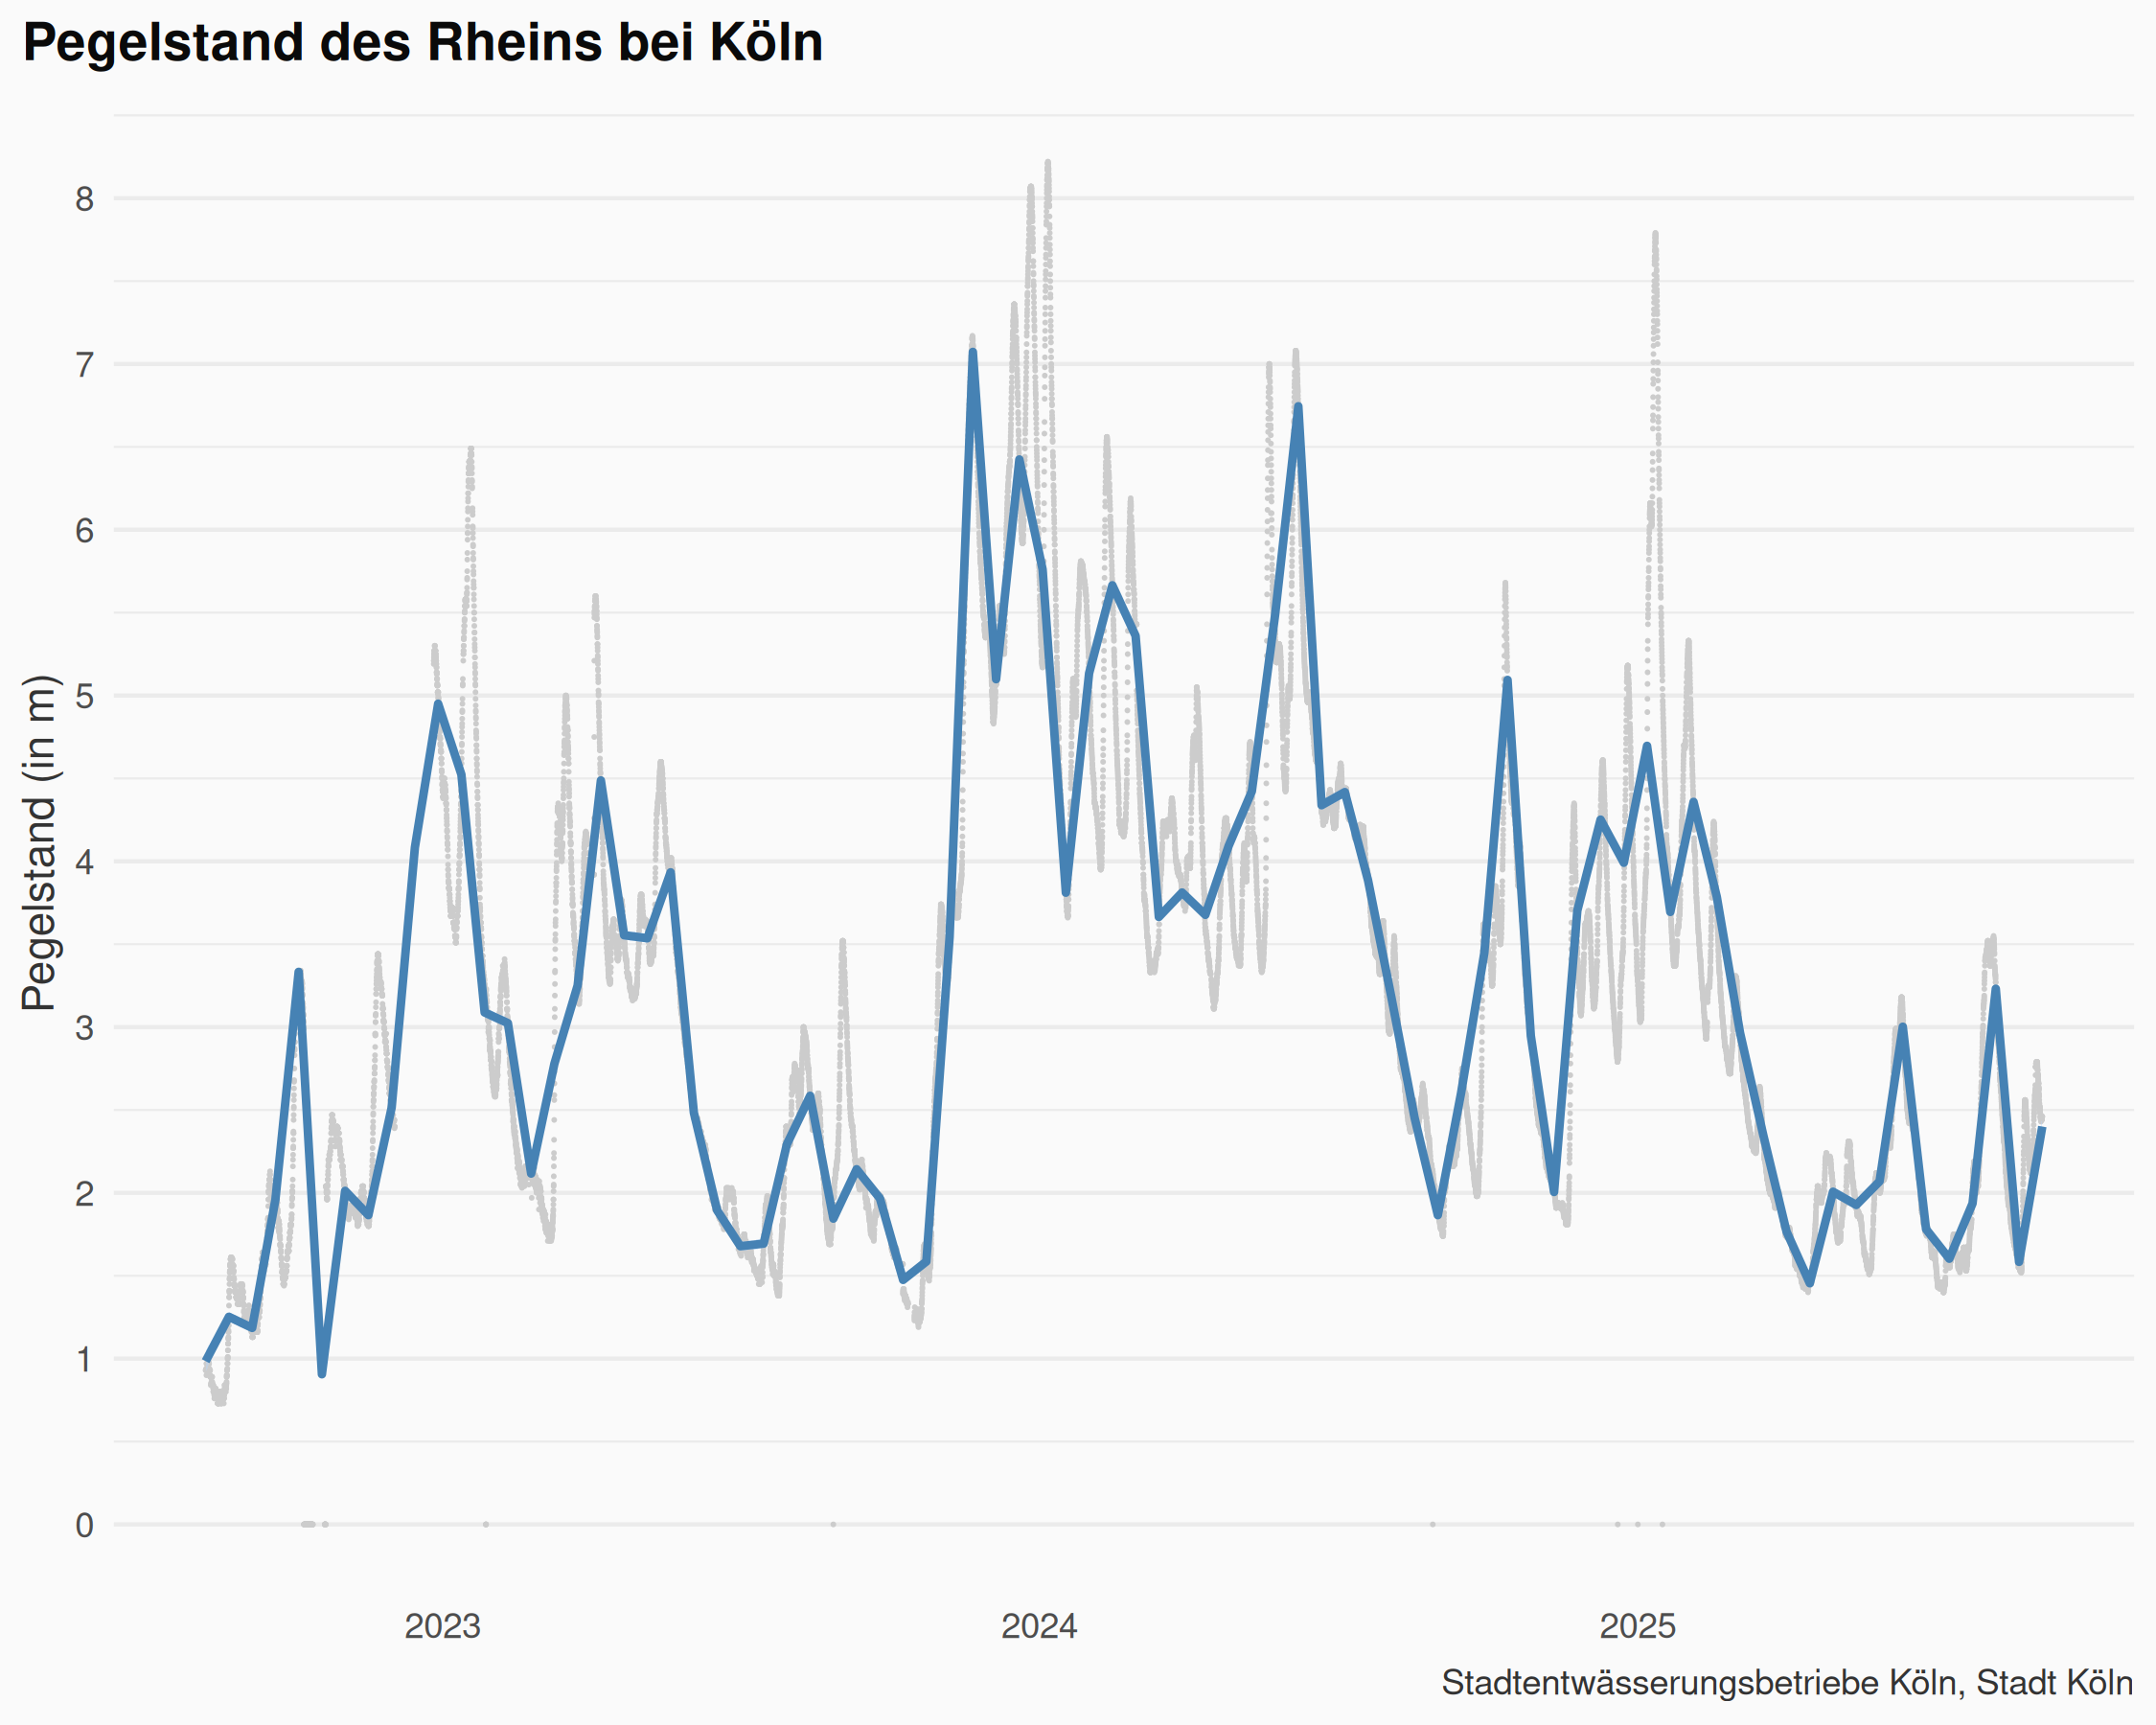 Pegelstand des Rheins bei Köln
Pegelstand (in m)
8
7
6
5
4
3
2
1
0
2023 2024 2025
Stadtentwässerungsbetriebe Köln, Stadt Köln